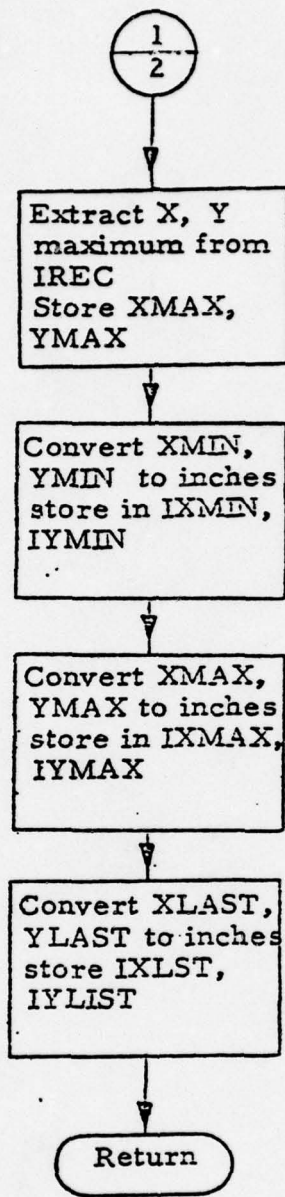 1
2
Extract X, Y
maximum from
IREC
Store XMAX,
YMAX
Convert XMIN,
YMIN to inches
store in IXMIN,
IYMIN
Convert XMAX,
YMAX to inches
store in IXMAX,
IYMAX
Convert XLAST,
YLAST to inches
store IXLST,
IYLIST
Return